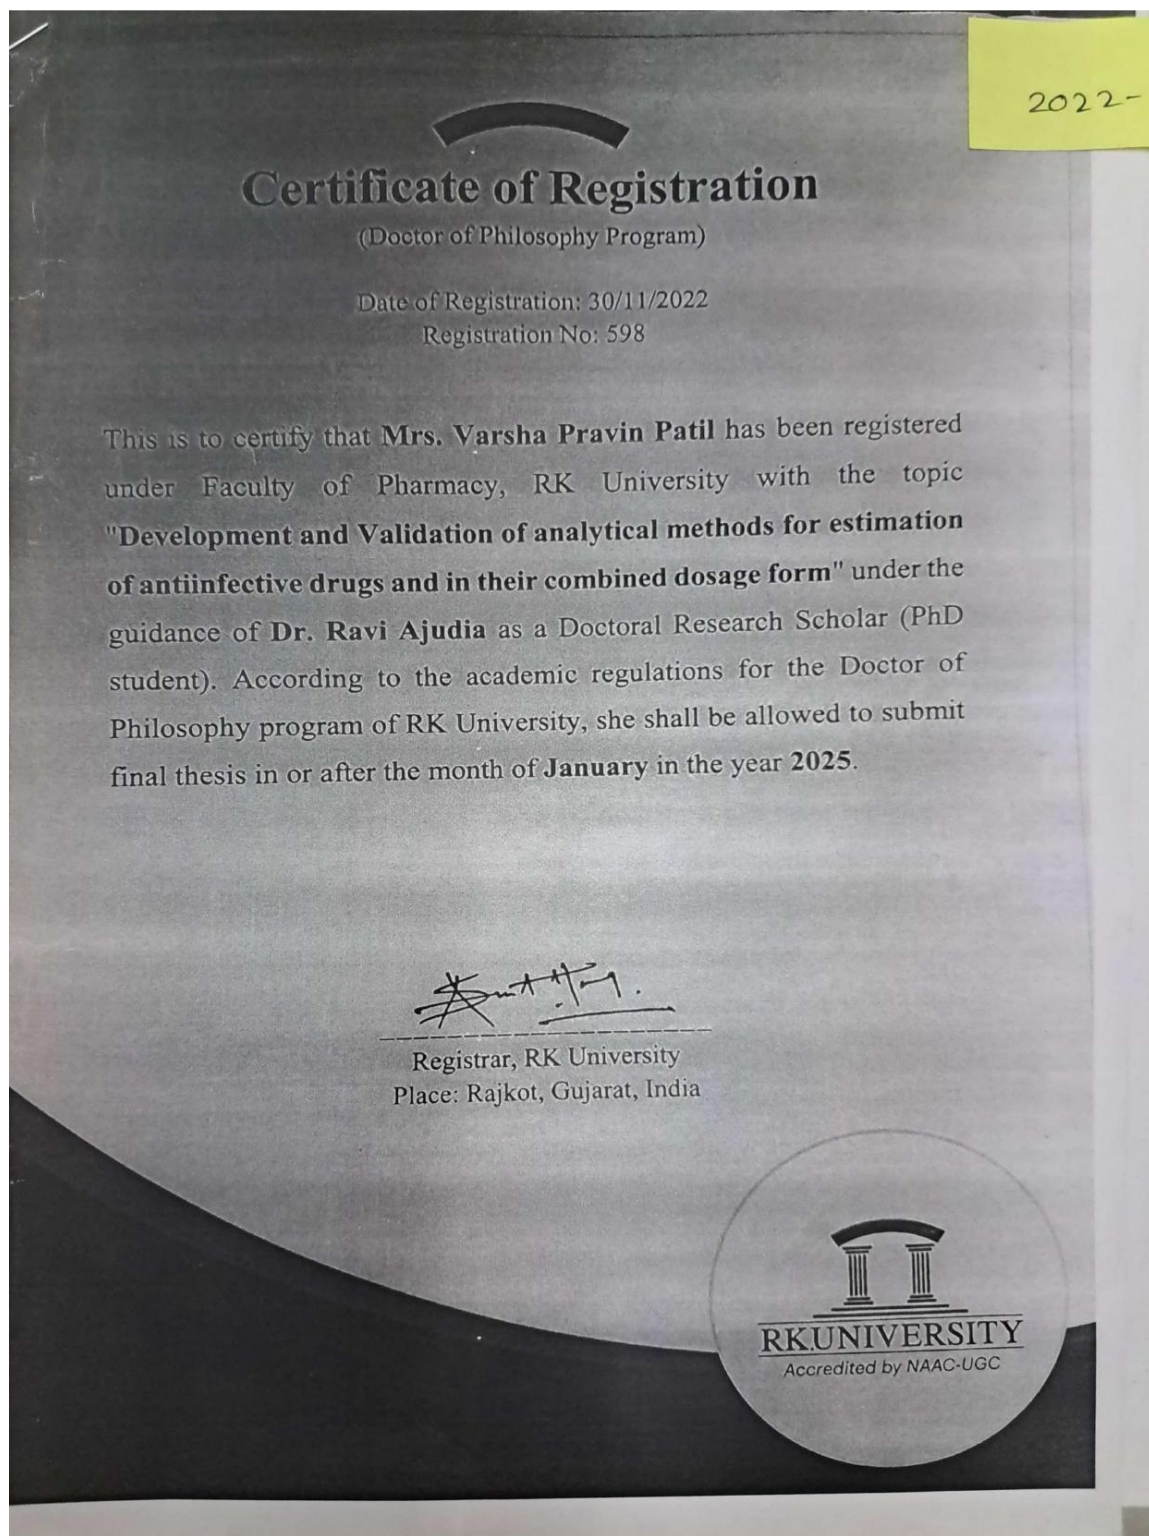 2022-
Certificate of Registration
(Doctor of Philosophy Program)
Date of Registration: 30/11/2022
Registration No: 598
This is to certify that Mrs. Varsha Pravin Patil has been registered
under Faculty of Pharmacy, RK University with the topic
"Development and Validation of analytical methods for estimation
of antiinfective drugs and in their combined dosage form" under the
guidance of Dr. Ravi Ajudia as a Doctoral Research Scholar (PhD
student). According to the academic regulations for the Doctor of
Philosophy program of RK University, she shall be allowed to submit
final thesis in or after the month of January in the year 2025.
Registrar, RK University
Place: Rajkot, Gujarat, India
RK.UNIVERSITY
Accredited by NAAC-UGC